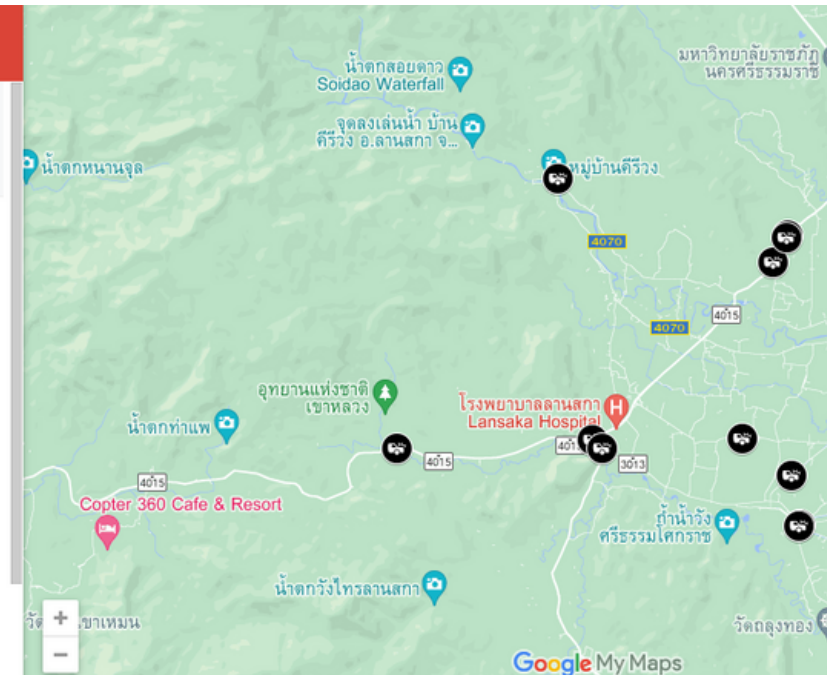 น้ำตกสอยดาว
Soidao Waterfall
มหาวิทยาลัยราชภัฏ
นครศรีธรรมราช
จุดลงเล่นน้ำ บ้าน
คีรีวง อ.ลานสกา จ...
น้ำตกหนานจุล
หมู่บ้านคีรีวง
4070
4015
4070
อุทยานแห่งชาติ
เขาหลวง
โรงพยาบาลลานสกา
Lansaka Hospital
น้ำตกท่าแพ
4015
3013
4015
Copter 360 Cafe & Resort
ถ้ำน้ำวัง
ศรีธรรมโศกราช
น้ำตกวังไทรลานสกา
เขาเหมน
วัดถลุงทอง
+
−
Google My Maps